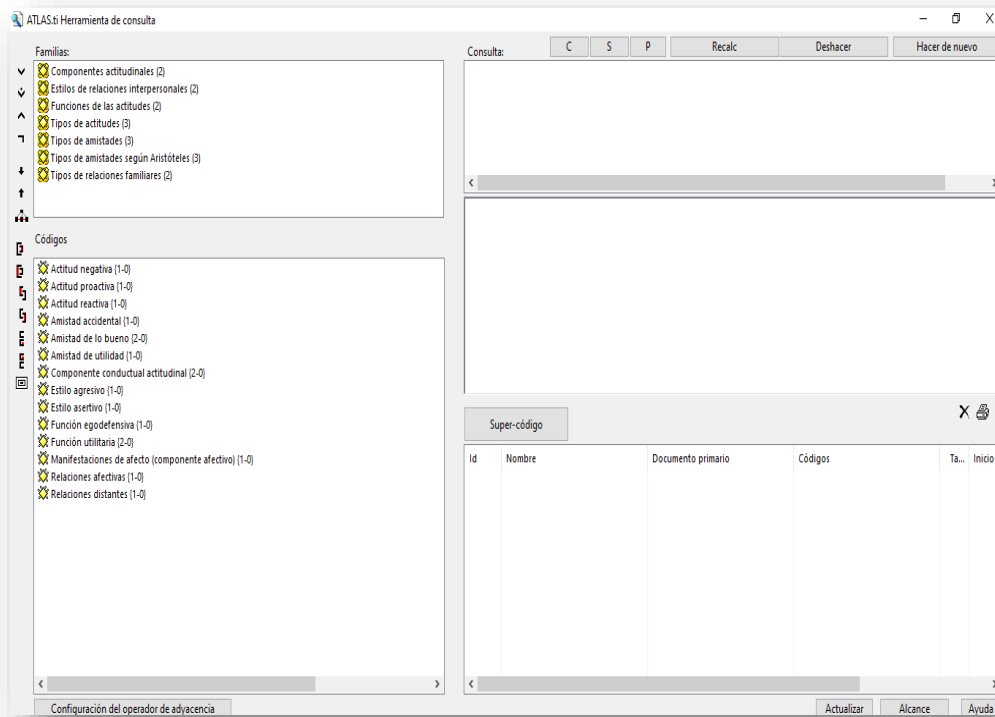 ATLAS.ti Herramienta de consulta
Familias:
Componentes actitudinales (2)
Estilos de relaciones interpersonales (2)
Funciones de las actitudes (2)
Tipos de actitudes (3)
Tipos de amistades (3)
Tipos de amistades según Aristóteles (3)
Tipos de relaciones familiares (2)
Códigos
Actitud negativa {1-0}
Actitud proactiva {1-0}
Actitud reactiva {1-0}
Amistad accidental {1-0}
Amistad de lo bueno {2-0}
Amistad de utilidad {1-0}
Componente conductual actitudinal {2-0}
Estilo agresivo {1-0}
Estilo asertivo {1-0}
Función egodefensiva {1-0}
Función utilitaria {2-0}
Manifestaciones de afecto (componente afectivo) {1-0}
Relaciones afectivas {1-0}
Relaciones distantes {1-0}
Configuración del operador de adyacencia
Consulta: C S P Recalc Deshacer Hacer de nuevo
Super-código
Id Nombre Documento primario Códigos Ta... Inicio
Actualizar Alcance Ayuda